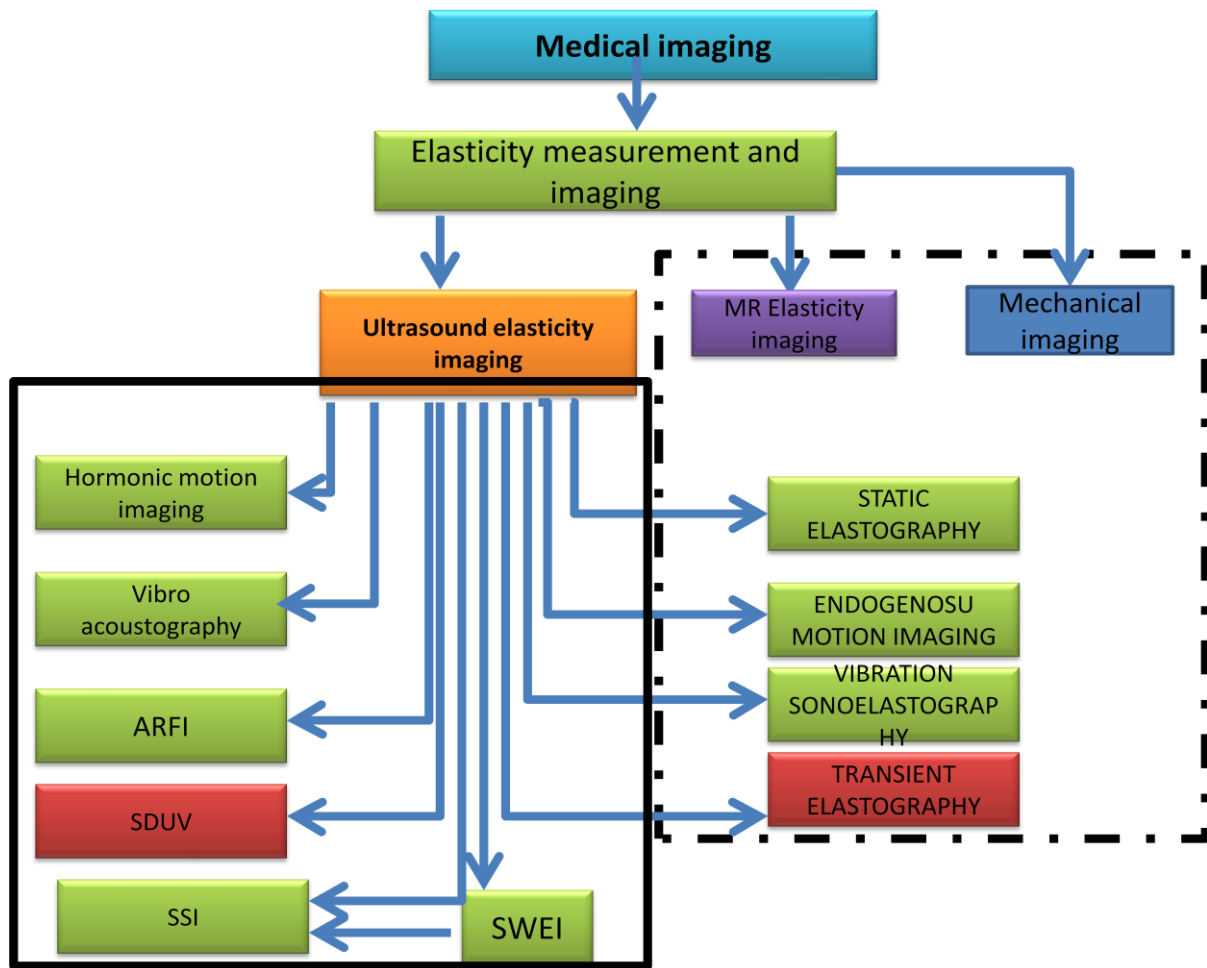 Medical imaging
Elasticity measurement and
imaging
Ultrasound elasticity
imaging
MR Elasticity
imaging
Mechanical
imaging
Hormonic motion
imaging
Vibro
acoustography
ARFI
SDUV
SSI
SWEI
STATIC
ELASTOGRAPHY
ENDOGENOSU
MOTION IMAGING
VIBRATION
SONOELASTOGRAP
HY
TRANSIENT
ELASTOGRAPHY